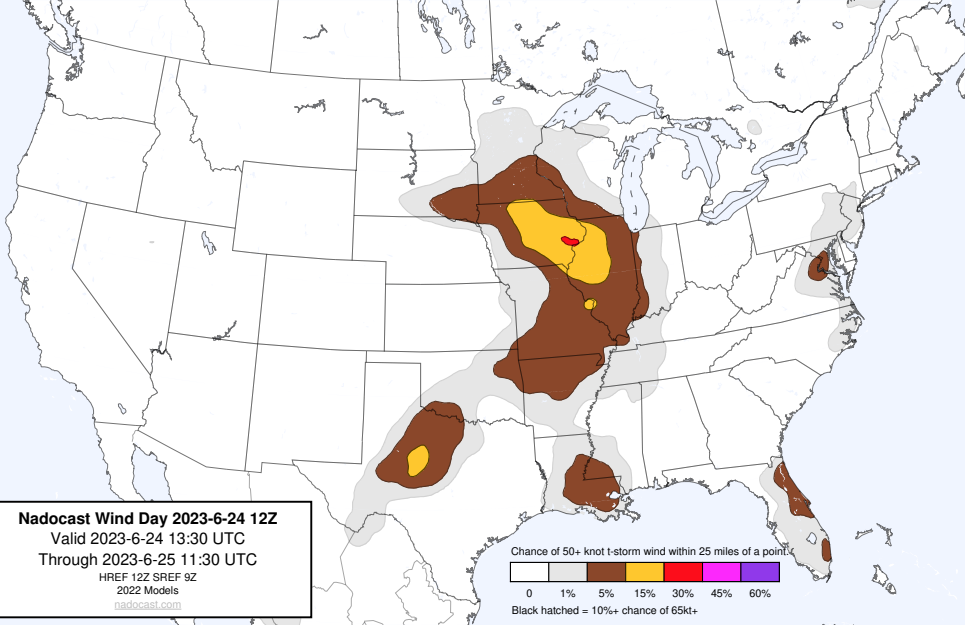 Nadocast Wind Day 2023-6-24 12Z
Valid 2023-6-24 13:30 UTC
Through 2023-6-25 11:30 UTC
HREF 12Z SREF 9Z
2022 Models
nadocast.com
Chance of 50+ knot t-storm wind within 25 miles of a point.
0 1% 5% 15% 30% 45% 60%
Black hatched = 10%+ chance of 65kt+